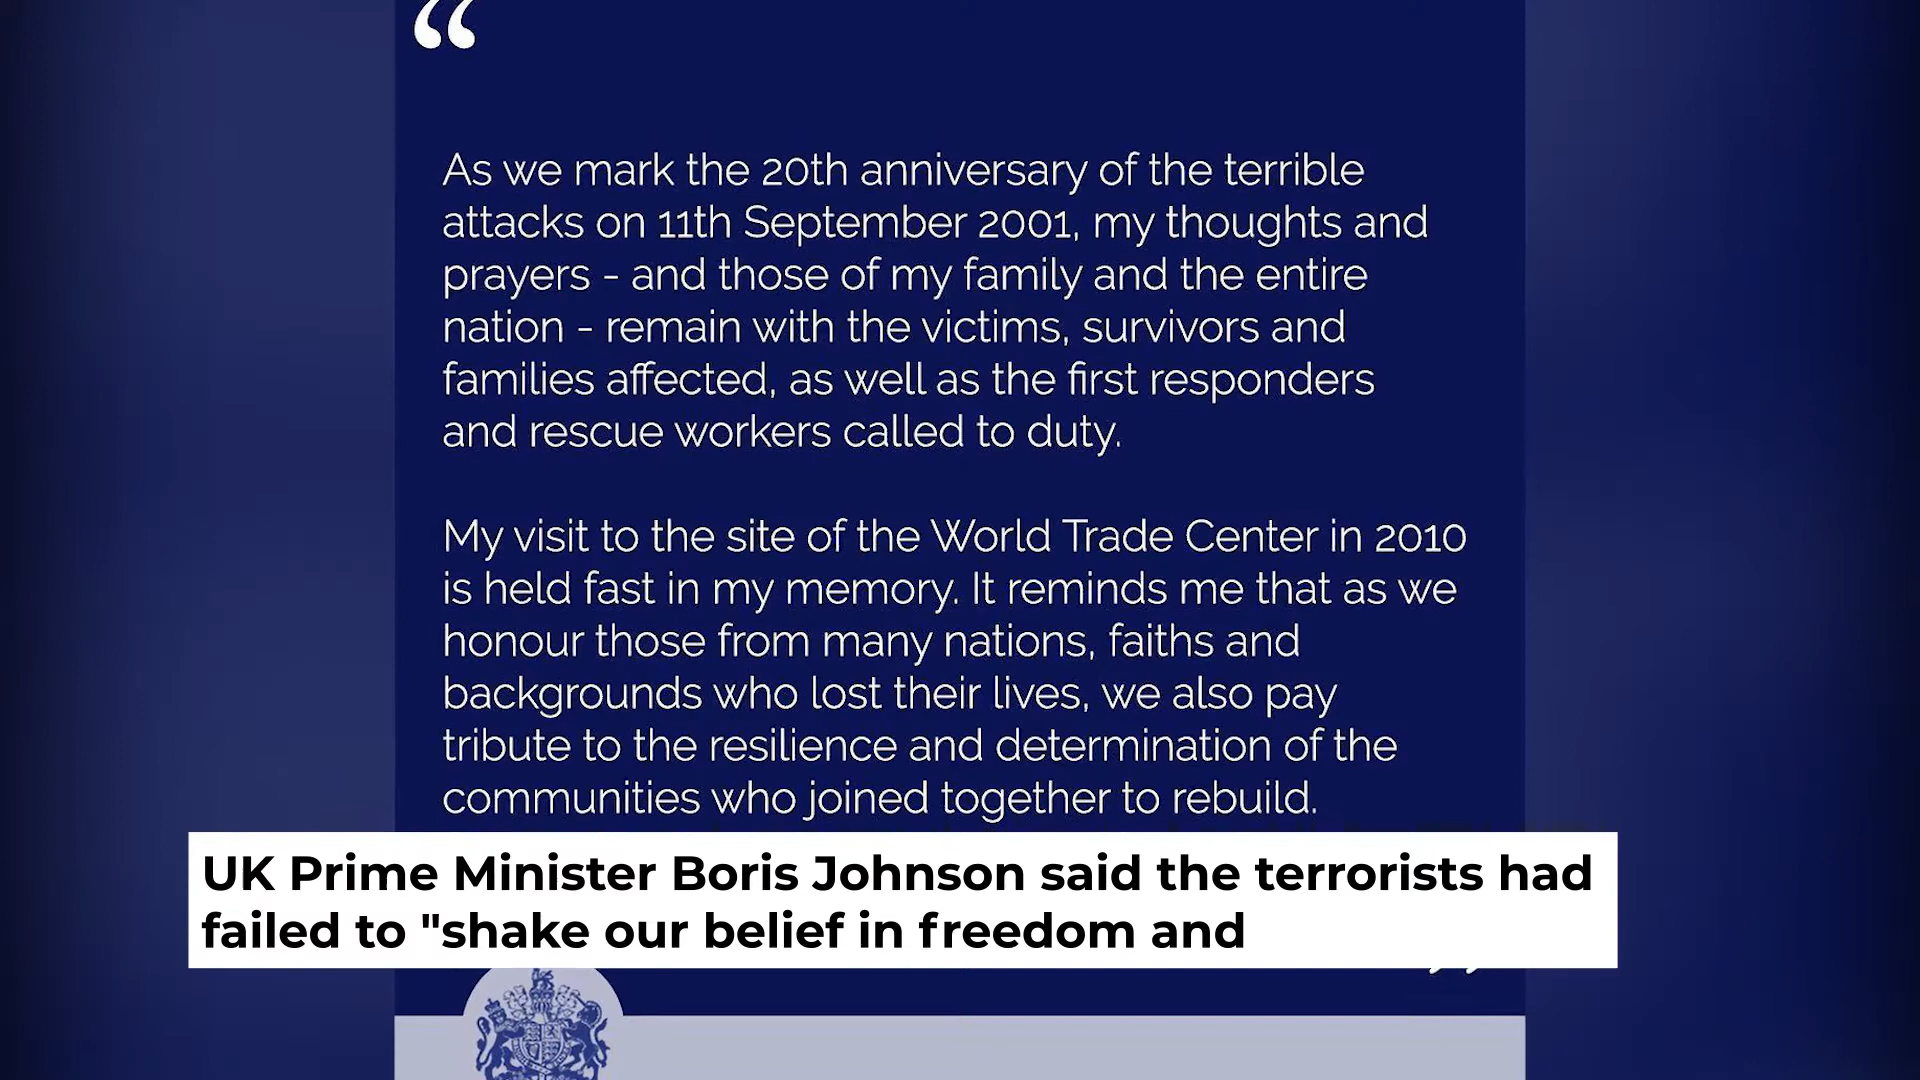 “
As we mark the 20th anniversary of the terrible
attacks on 11th September 2001, my thoughts and
prayers - and those of my family and the entire
nation - remain with the victims, survivors and
families affected, as well as the first responders
and rescue workers called to duty.
My visit to the site of the World Trade Center in 2010
is held fast in my memory. It reminds me that as we
honour those from many nations, faiths and
backgrounds who lost their lives, we also pay
tribute to the resilience and determination of the
communities who joined together to rebuild.
UK Prime Minister Boris Johnson said the terrorists had
failed to "shake our belief in freedom and